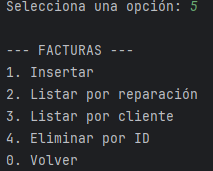 Selecciona una opción: 5
--- FACTURAS ---
1. Insertar
2. Listar por reparación
3. Listar por cliente
4. Eliminar por ID
0. Volver